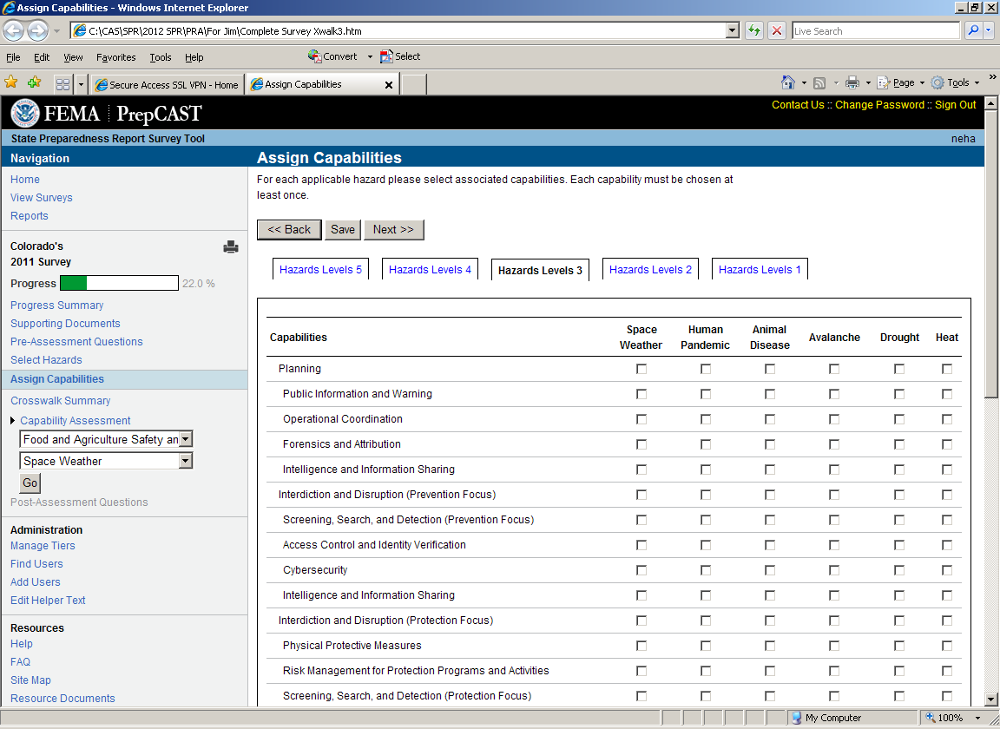 Assign Capabilities - Windows Internet Explorer
C:\CAS\SPR\2012 SPR\PRA\For Jim\Complete Survey Xwalk3.htm
Live Search
File Edit View Favorites Tools Help
Convert
Select
Secure Access SSL VPN - Home
Assign Capabilities
Page
Tools
FEMA PrepCAST
Contact Us :: Change Password :: Sign Out
State Preparedness Report Survey Tool
neha
Navigation
Home
View Surveys
Reports
Colorado's
2011 Survey
Progress 22.0 %
Progress Summary
Supporting Documents
Pre-Assessment Questions
Select Hazards
Assign Capabilities
Crosswalk Summary
Capability Assessment
Food and Agriculture Safety an
Space Weather
Go
Post-Assessment Questions
Administration
Manage Tiers
Find Users
Add Users
Edit Helper Text
Resources
Help
FAQ
Site Map
Resource Documents
Assign Capabilities
For each applicable hazard please select associated capabilities. Each capability must be chosen at
least once.
<< Back Save Next >>
Hazards Levels 5 Hazards Levels 4 Hazards Levels 3 Hazards Levels 2 Hazards Levels 1
Capabilities Space Weather Human Pandemic Animal Disease Avalanche Drought Heat
Planning
Public Information and Warning
Operational Coordination
Forensics and Attribution
Intelligence and Information Sharing
Interdiction and Disruption (Prevention Focus)
Screening, Search, and Detection (Prevention Focus)
Access Control and Identity Verification
Cybersecurity
Intelligence and Information Sharing
Interdiction and Disruption (Protection Focus)
Physical Protective Measures
Risk Management for Protection Programs and Activities
Screening, Search, and Detection (Protection Focus)
My Computer
100%